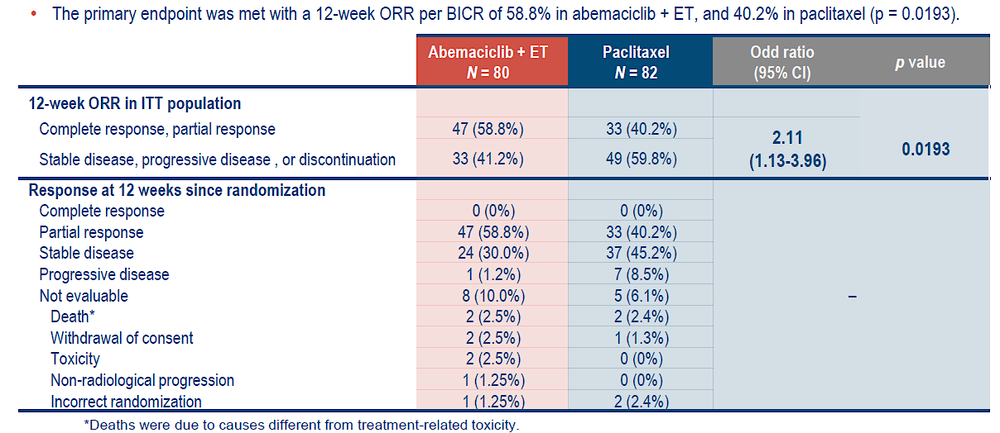 • The primary endpoint was met with a 12-week ORR per BICR of 58.8% in abemaciclib + ET, and 40.2% in paclitaxel (p = 0.0193).
Abemaciclib + ET Paclitaxel Odd ratio p value
N = 80 N = 82 (95% CI)
12-week ORR in ITT population
Complete response, partial response 47 (58.8%) 33 (40.2%) 2.11 0.0193
Stable disease, progressive disease , or discontinuation 33 (41.2%) 49 (59.8%) (1.13-3.96)
Response at 12 weeks since randomization
Complete response 0 (0%) 0 (0%)
Partial response 47 (58.8%) 33 (40.2%)
Stable disease 24 (30.0%) 37 (45.2%)
Progressive disease 1 (1.2%) 7 (8.5%)
Not evaluable 8 (10.0%) 5 (6.1%) –
Death* 2 (2.5%) 2 (2.4%)
Withdrawal of consent 2 (2.5%) 1 (1.3%)
Toxicity 2 (2.5%) 0 (0%)
Non-radiological progression 1 (1.25%) 0 (0%)
Incorrect randomization 1 (1.25%) 2 (2.4%)
*Deaths were due to causes different from treatment-related toxicity.